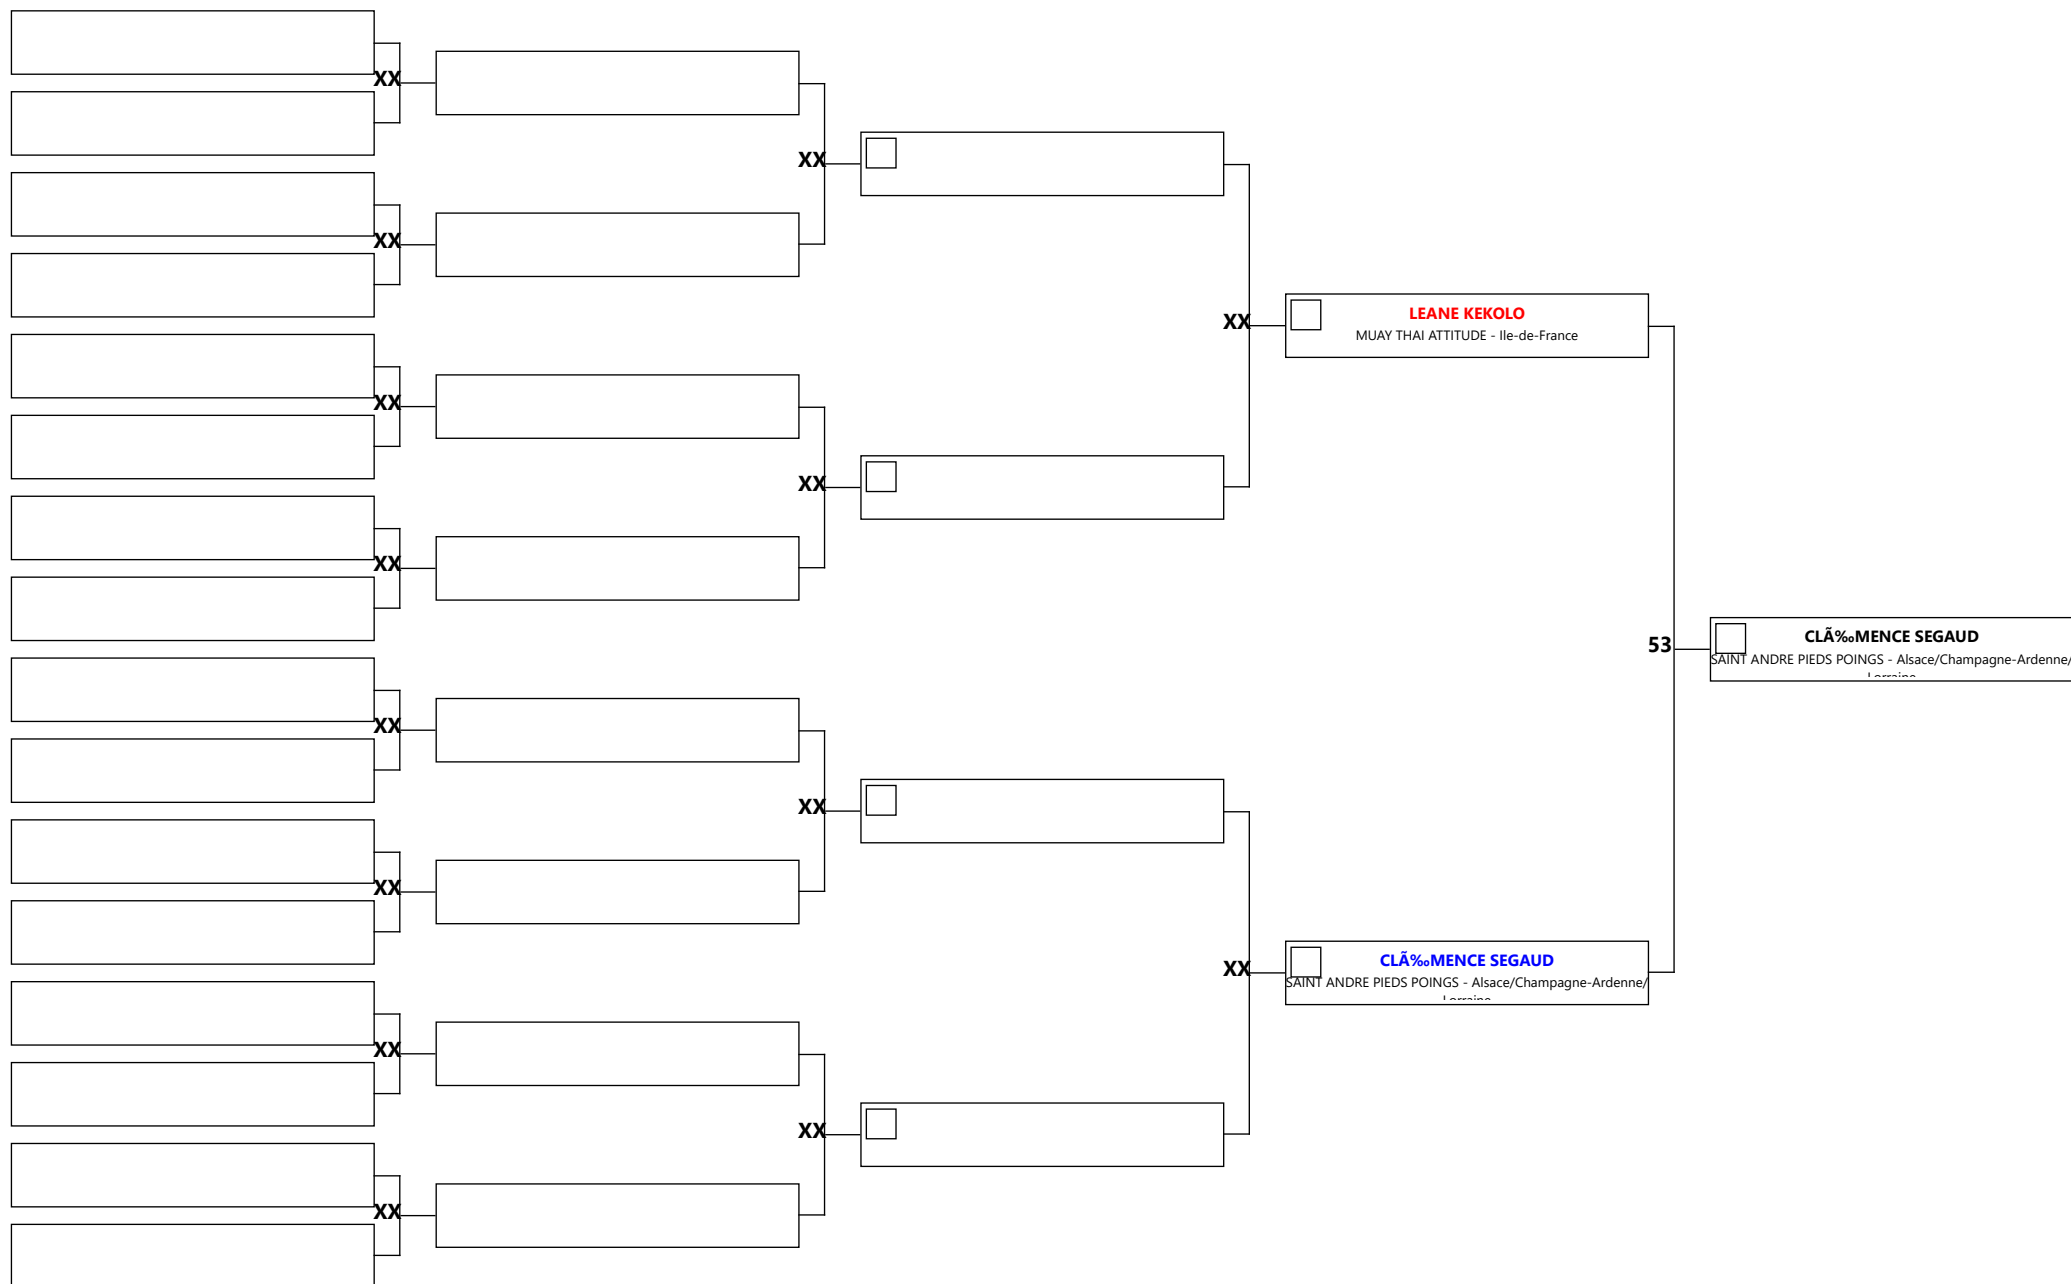 XX
XX
XX
XX
XX
XX
XX
XX
XX
XX
XX
XX
XX
LEANE KEKOLO
MUAY THAI ATTITUDE - Ile-de-France
XX
CLÃ‰MENCE SEGAUD
SAINT ANDRE PIEDS POINGS - Alsace/Champagne-Ardenne/
Lorraine
53
CLÃ‰MENCE SEGAUD
SAINT ANDRE PIEDS POINGS - Alsace/Champagne-Ardenne/
Lorraine